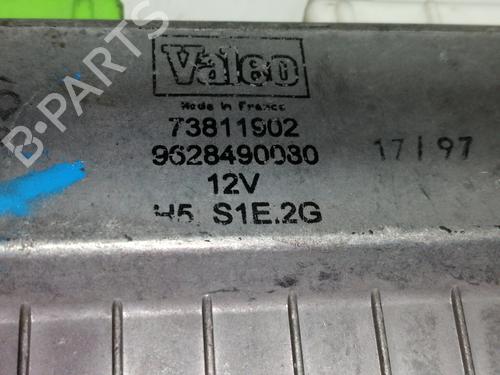 Valeo
Made in France
73811902
9628490080 17/97
12V
H5 S1E.2G
B-PARTS